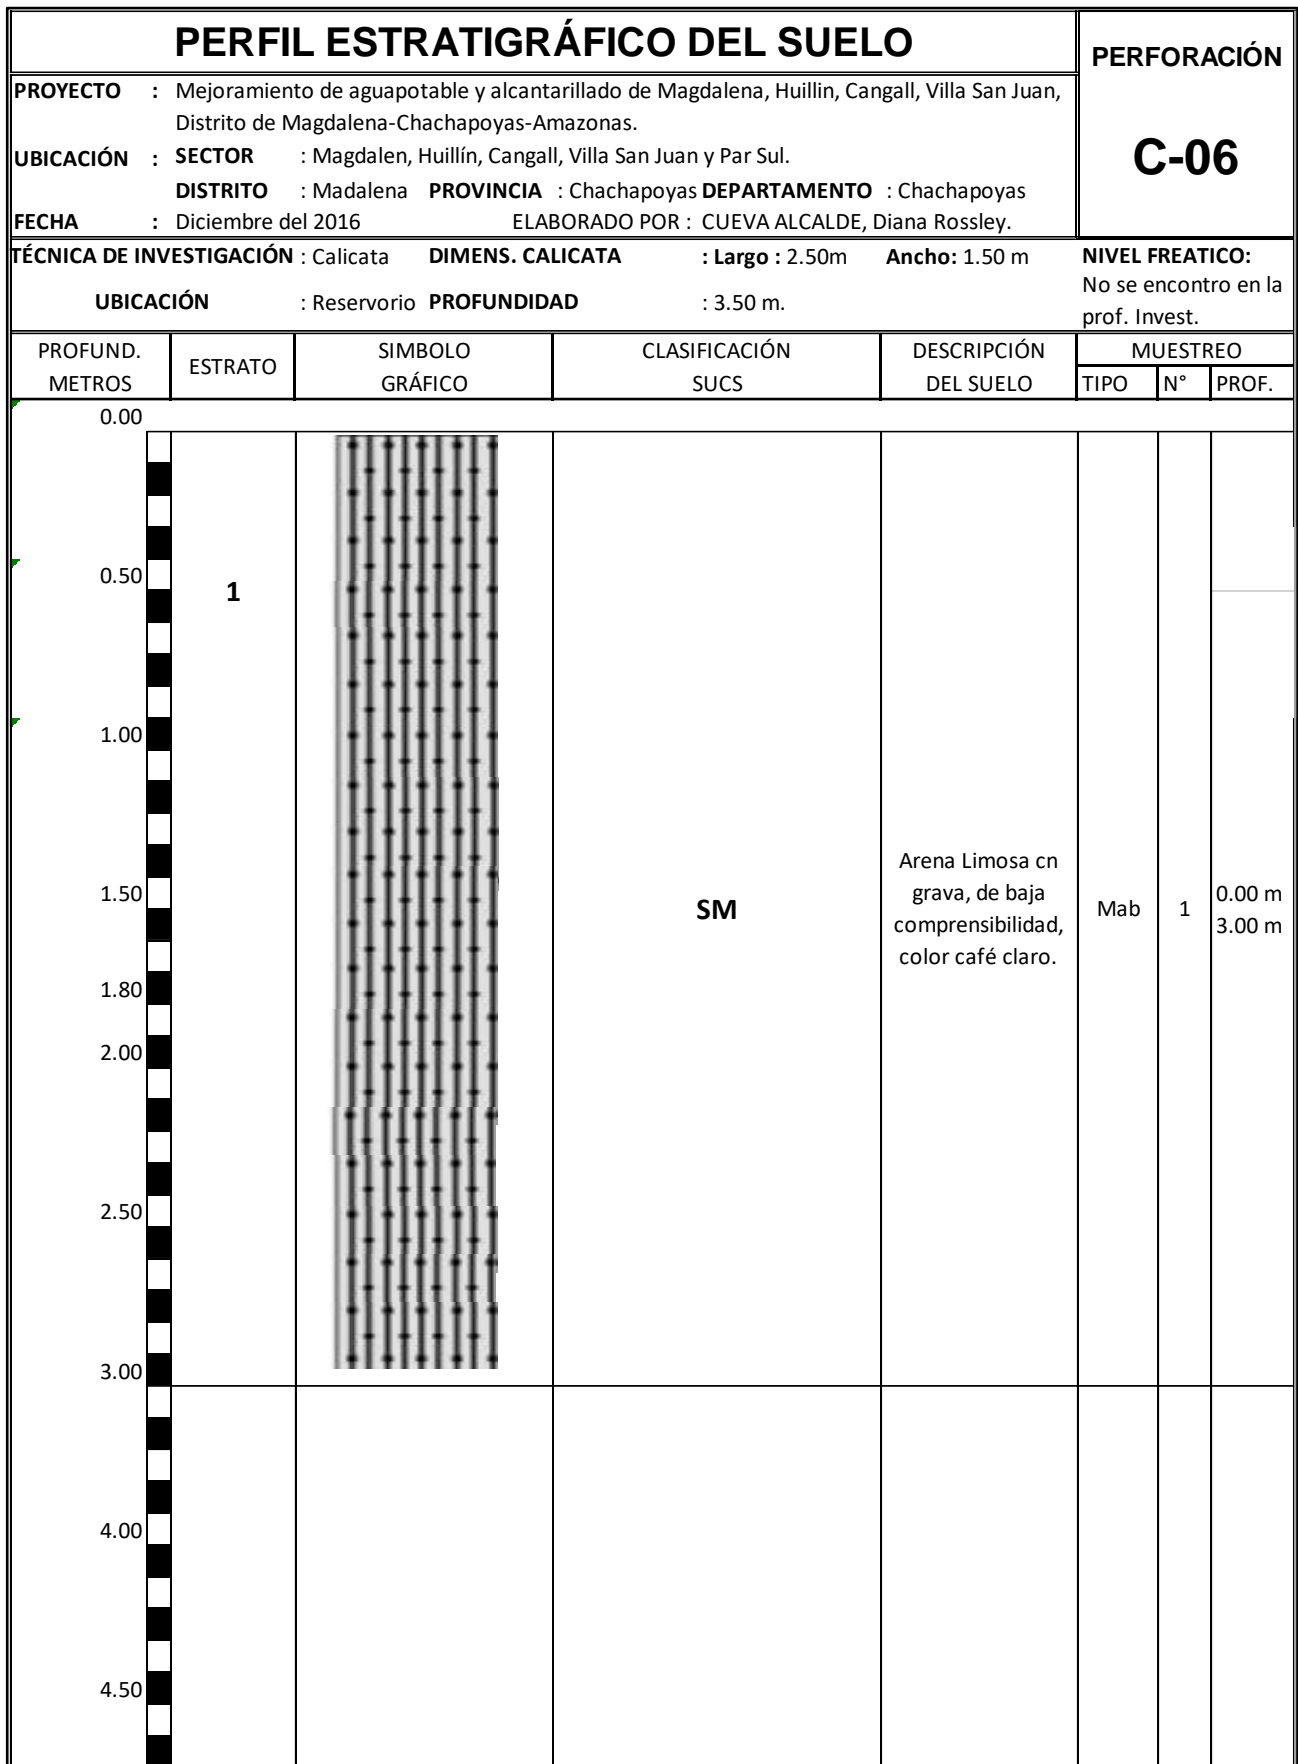 PERFIL ESTRATIGRÁFICO DEL SUELO
PERFORACIÓN
C-06
PROYECTO : Mejoramiento de aguapotable y alcantarillado de Magdalena, Huillin, Cangall, Villa San Juan,
Distrito de Magdalena-Chachapoyas-Amazonas.
UBICACIÓN : SECTOR : Magdalen, Huillín, Cangall, Villa San Juan y Par Sul.
DISTRITO : Madalena PROVINCIA : Chachapoyas DEPARTAMENTO : Chachapoyas
FECHA : Diciembre del 2016 ELABORADO POR : CUEVA ALCALDE, Diana Rossley.
TÉCNICA DE INVESTIGACIÓN : Calicata DIMENS. CALICATA : Largo : 2.50m Ancho: 1.50 m
UBICACIÓN : Reservorio PROFUNDIDAD : 3.50 m.
NIVEL FREATICO:
No se encontro en la
prof. Invest.
PROFUND.
METROS
ESTRATO
SIMBOLO
GRÁFICO
CLASIFICACIÓN
SUCS
DESCRIPCIÓN
DEL SUELO
MUESTREO
TIPO N° PROF.
0.00
0.50
1.00
1.50
1.80
2.00
2.50
3.00
4.00
4.50
1
SM
Arena Limosa cn
grava, de baja
comprensibilidad,
color café claro.
Mab
1
0.00 m
3.00 m